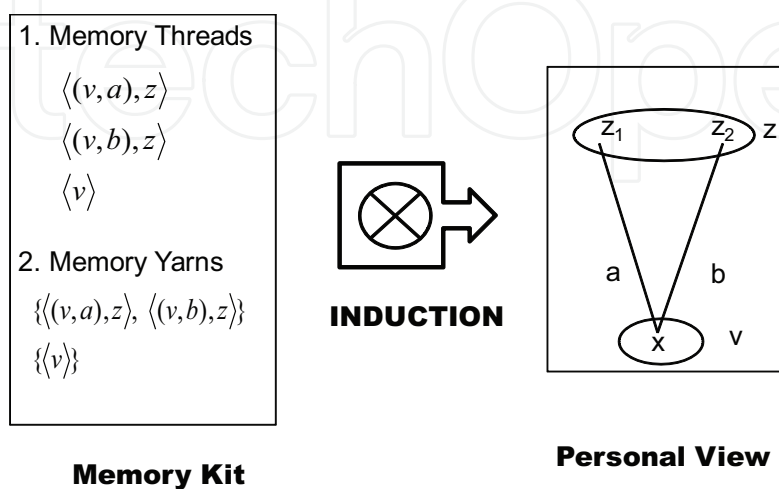 1. Memory Threads
⟨(v,a),z⟩
⟨(v,b),z⟩
⟨v⟩
2. Memory Yarns
{⟨(v,a),z⟩, ⟨(v,b),z⟩}
{⟨v⟩}
Memory Kit
INDUCTION
z₁ z₂ z
a b
x v
Personal View